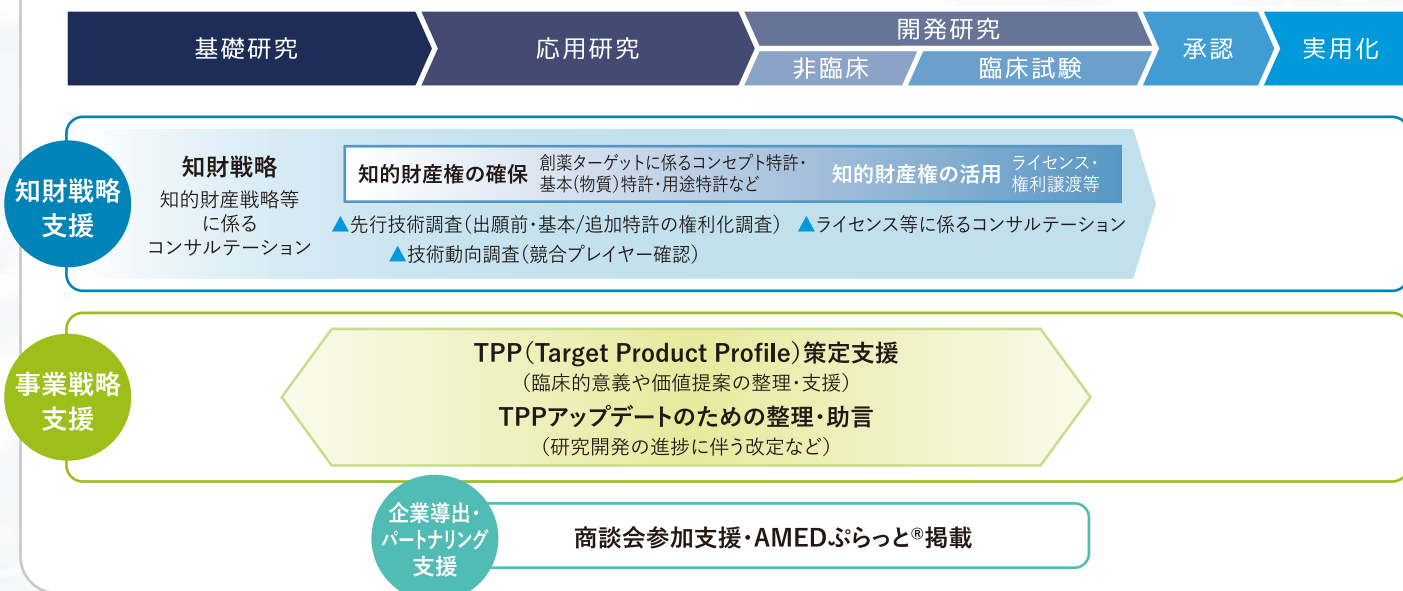 基礎研究
応用研究
開発研究
非臨床
臨床試験
承認
実用化
知財戦略
支援
知財戦略
知的財産戦略等
に係る
コンサルテーション
知的財産権の確保
創薬ターゲットに係るコンセプト特許・
基本(物質)特許・用途特許など
知的財産権の活用
ライセンス・
権利譲渡等
▲先行技術調査(出願前・基本/追加特許の権利化調査)
▲ライセンス等に係るコンサルテーション
▲技術動向調査(競合プレイヤー確認)
事業戦略
支援
TPP(Target Product Profile)策定支援
(臨床的意義や価値提案の整理・支援)
TPPアップデートのための整理・助言
(研究開発の進捗に伴う改定など)
企業導出・
パートナリング
支援
商談会参加支援・AMEDぷらっと®掲載